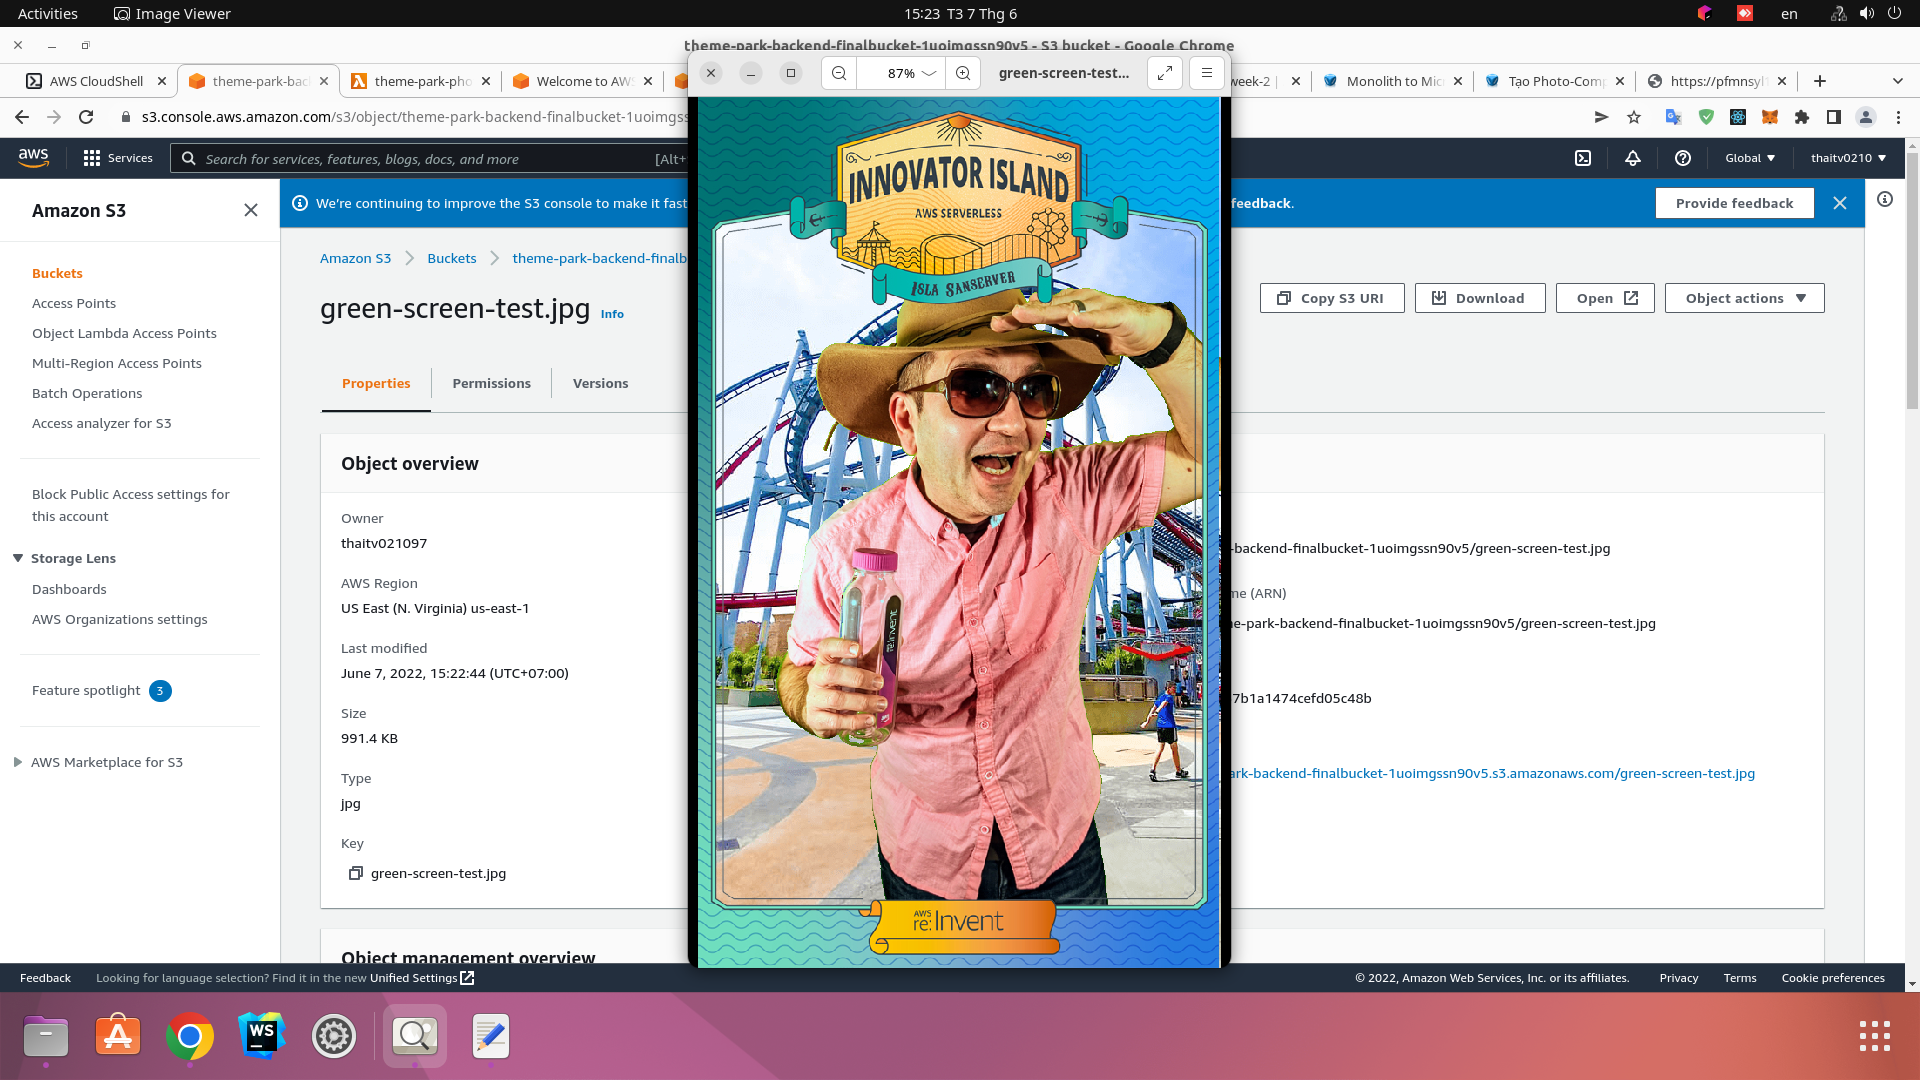 Activities
Image Viewer
15:23 T3 7 Thg 6
en
theme-park-backend-finalbucket-1uoimgssn90v5 - S3 bucket - Google Chrome
AWS CloudShell
theme-park-bac
theme-park-pho
Welcome to AWS
87%
green-screen-test...
week-2 |
Monolith to Mic
Tạo Photo-Comp
https://pfmnsyl
s3.console.aws.amazon.com/s3/object/theme-park-backend-finalbucket-1uoimgss
aws
Services
Search for services, features, blogs, docs, and more
[Alt+
Global
thaitv0210
Amazon S3
We're continuing to improve the S3 console to make it fast
feedback.
Provide feedback
Buckets
Access Points
Object Lambda Access Points
Multi-Region Access Points
Batch Operations
Access analyzer for S3
Block Public Access settings for
this account
Storage Lens
Dashboards
AWS Organizations settings
Feature spotlight 3
AWS Marketplace for S3
Amazon S3
Buckets
theme-park-backend-finalb
green-screen-test.jpg
Info
Copy S3 URI
Download
Open
Object actions
Properties
Permissions
Versions
Object overview
Owner
thaitv021097
AWS Region
US East (N. Virginia) us-east-1
Last modified
June 7, 2022, 15:22:44 (UTC+07:00)
Size
991.4 KB
Type
jpg
Key
green-screen-test.jpg
-backend-finalbucket-1uoimgssn90v5/green-screen-test.jpg
me (ARN)
e-park-backend-finalbucket-1uoimgssn90v5/green-screen-test.jpg
7b1a1474cefd05c48b
ark-backend-finalbucket-1uoimgssn90v5.s3.amazonaws.com/green-screen-test.jpg
Object management overview
INNOVATOR ISLAND
AWS SERVERLESS
ISLA SANSERVER
re:Invent
AWS
re:Invent
Feedback
Looking for language selection? Find it in the new Unified Settings
© 2022, Amazon Web Services, Inc. or its affiliates.
Privacy
Terms
Cookie preferences
WS